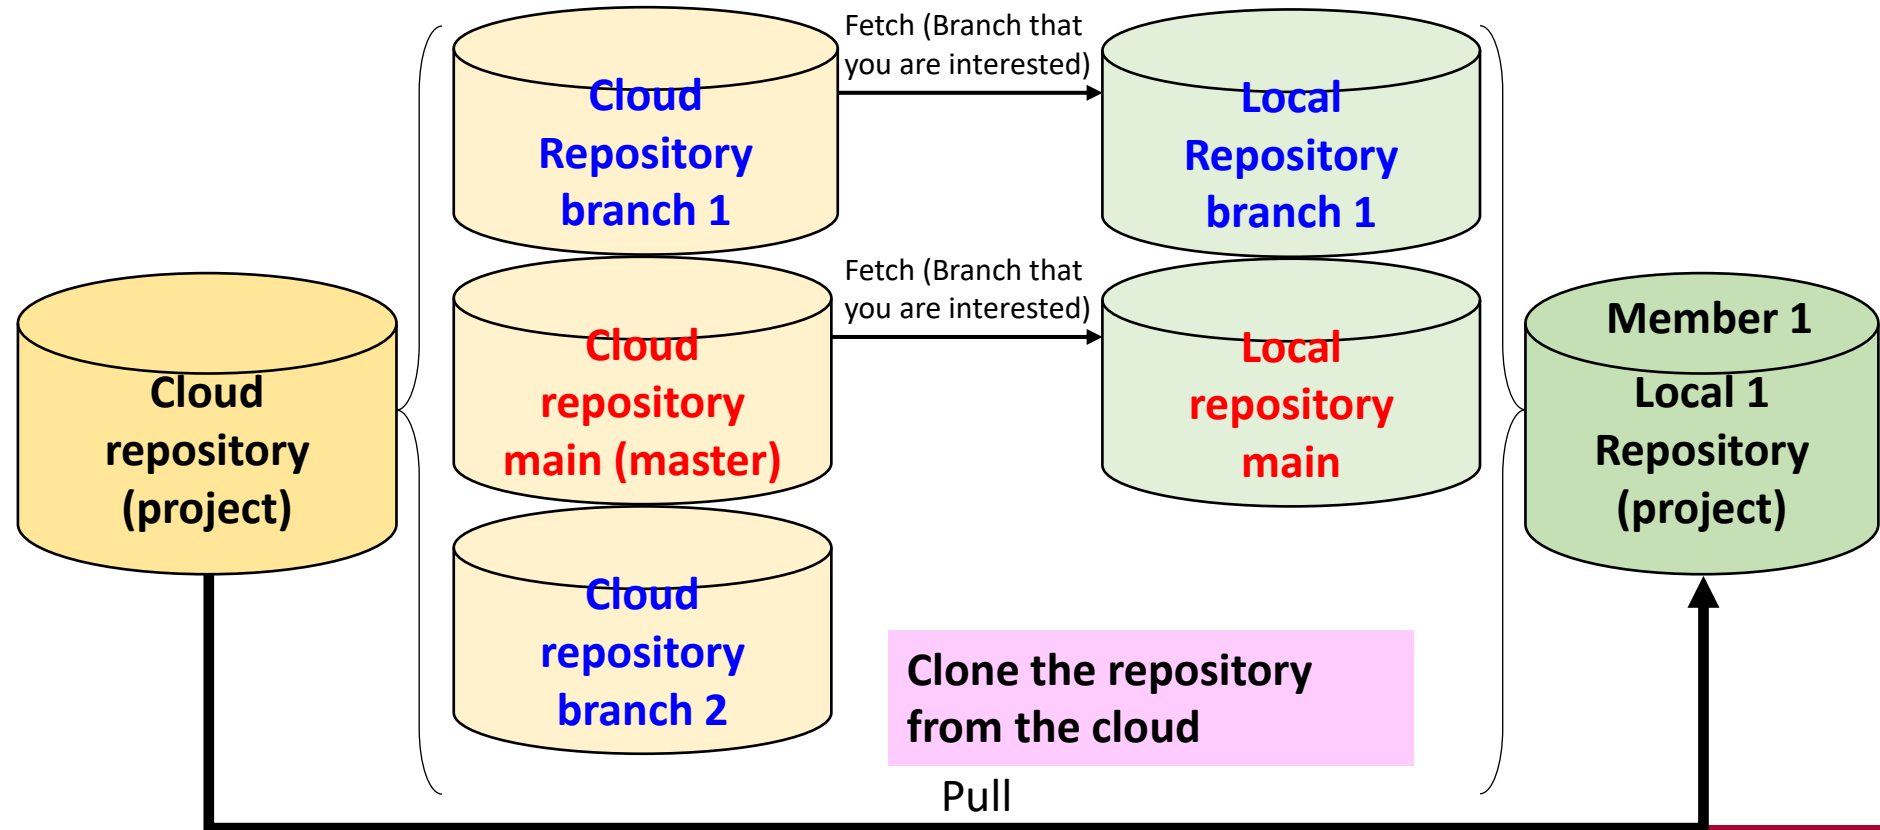 Cloud
repository
(project)
Cloud
Repository
branch 1
Cloud
repository
main (master)
Cloud
repository
branch 2
Fetch (Branch that
you are interested)
Fetch (Branch that
you are interested)
Local
Repository
branch 1
Local
repository
main
Member 1
Local 1
Repository
(project)
Clone the repository
from the cloud
Pull